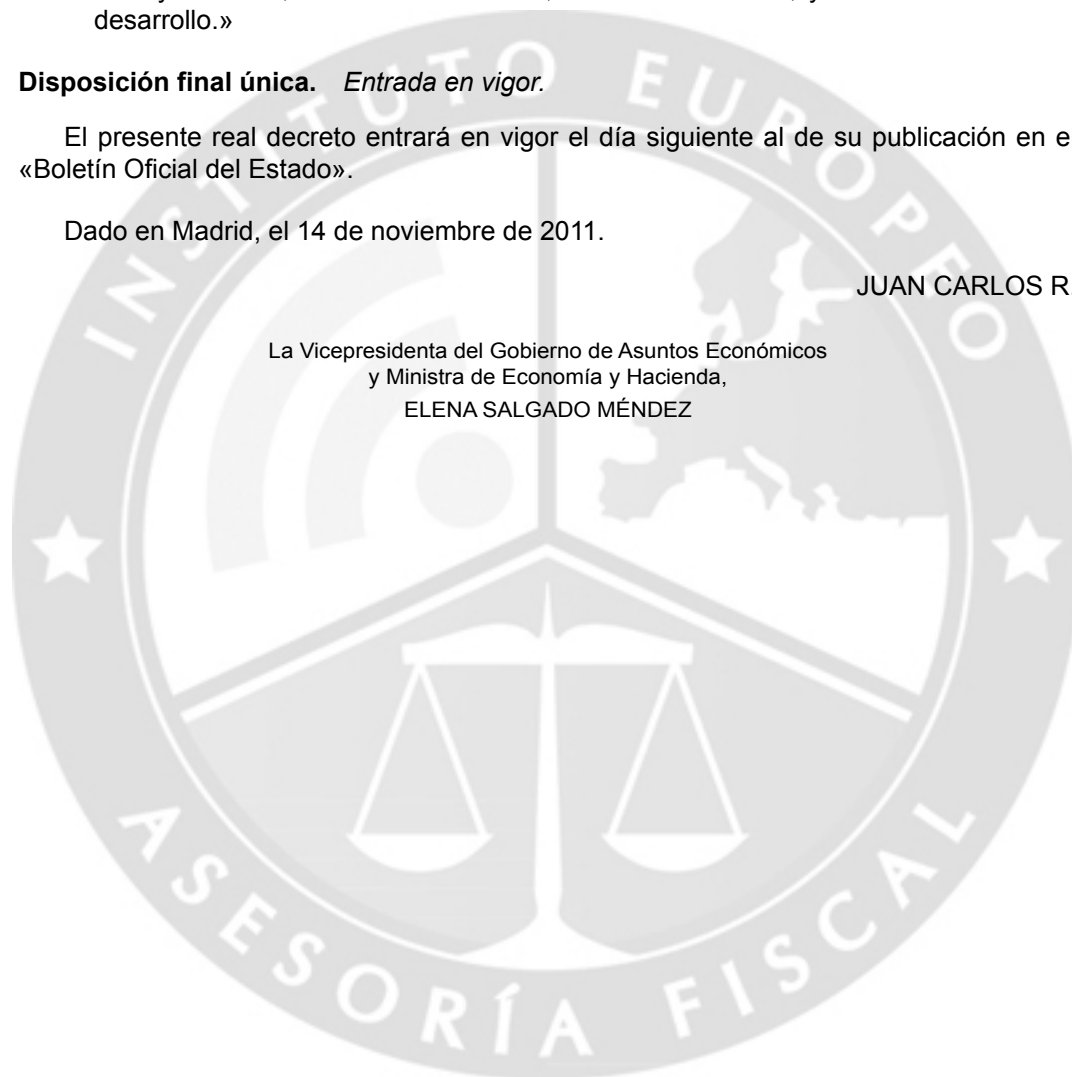 desarrollo.»
Disposición final única. Entrada en vigor.
El presente real decreto entrará en vigor el día siguiente al de su publicación en e
«Boletín Oficial del Estado».
Dado en Madrid, el 14 de noviembre de 2011.
JUAN CARLOS R.
La Vicepresidenta del Gobierno de Asuntos Económicos
y Ministra de Economía y Hacienda,
ELENA SALGADO MÉNDEZ
INSTITUTO EUROPEO
ASESORÍA FISCAL